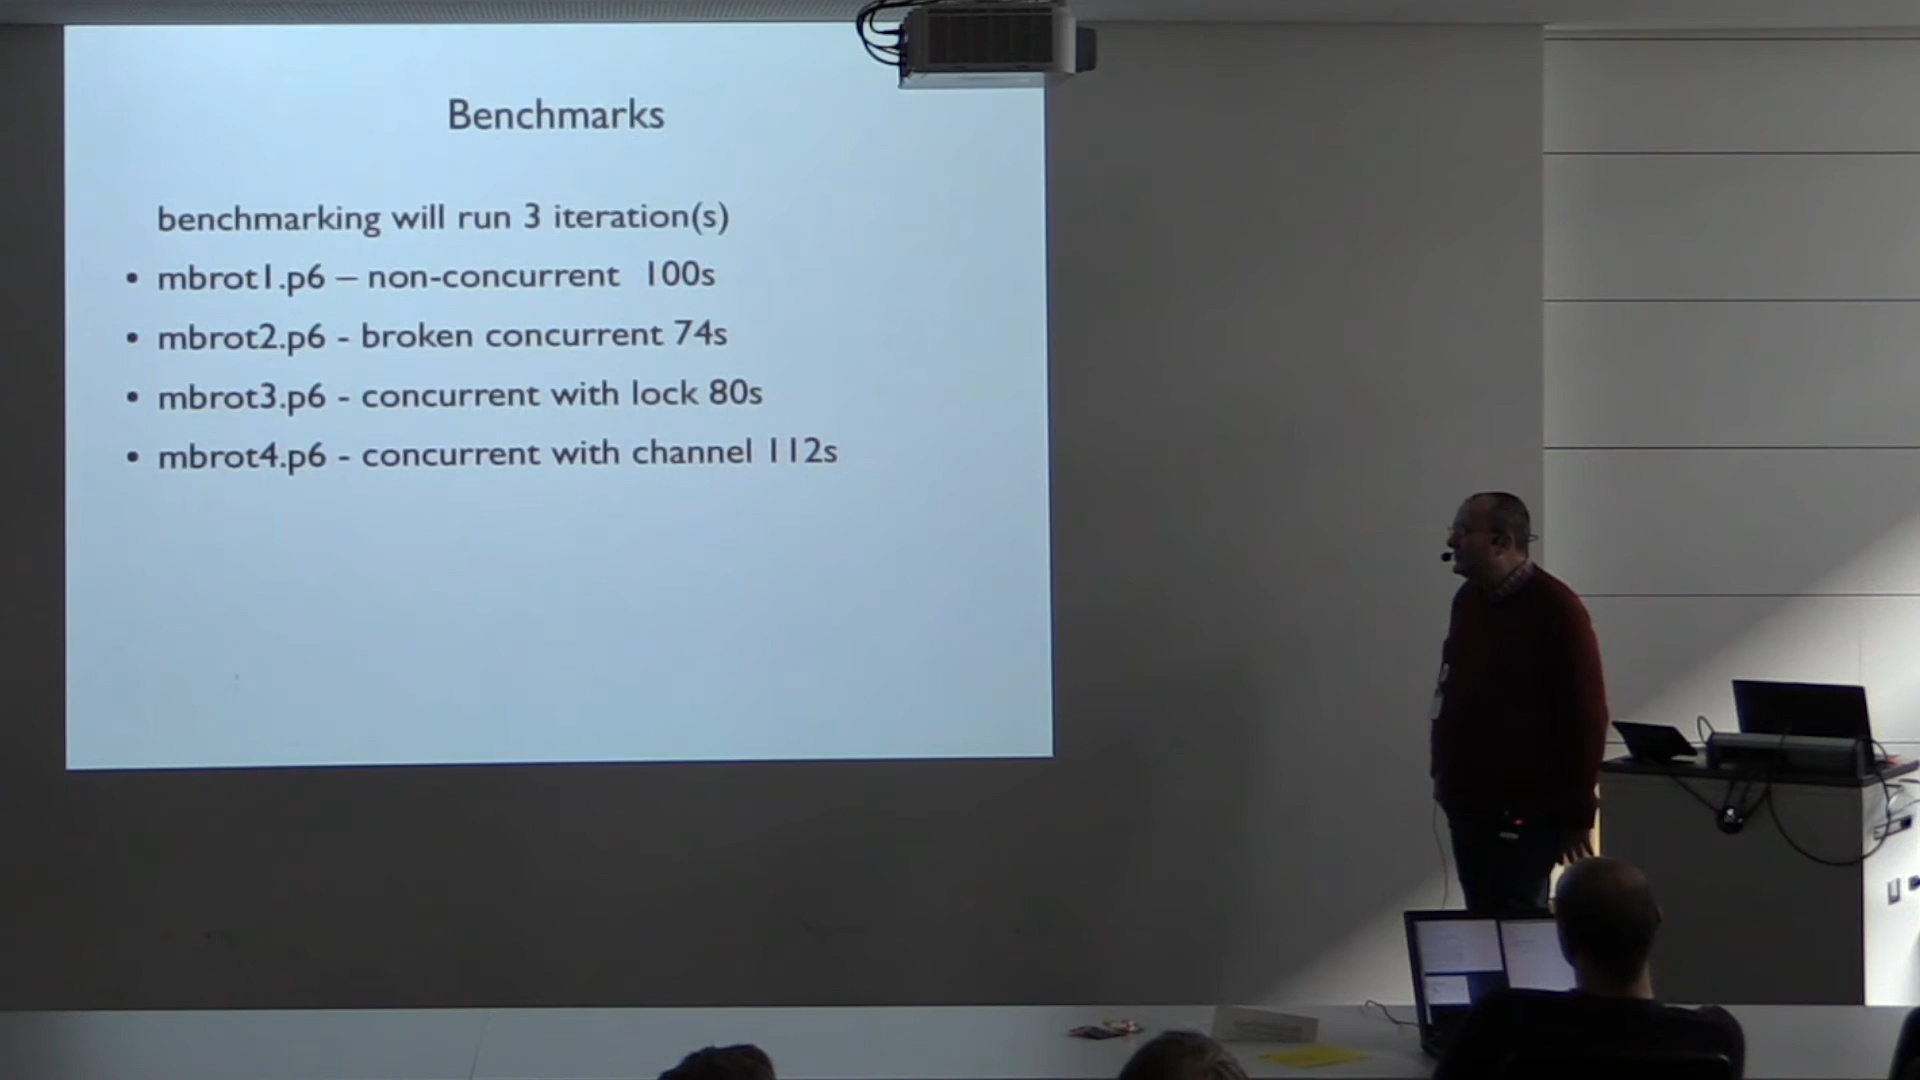 Benchmarks
benchmarking will run 3 iteration(s)
• mbrot1.p6 – non-concurrent 100s
• mbrot2.p6 - broken concurrent 74s
• mbrot3.p6 - concurrent with lock 80s
• mbrot4.p6 - concurrent with channel 112s